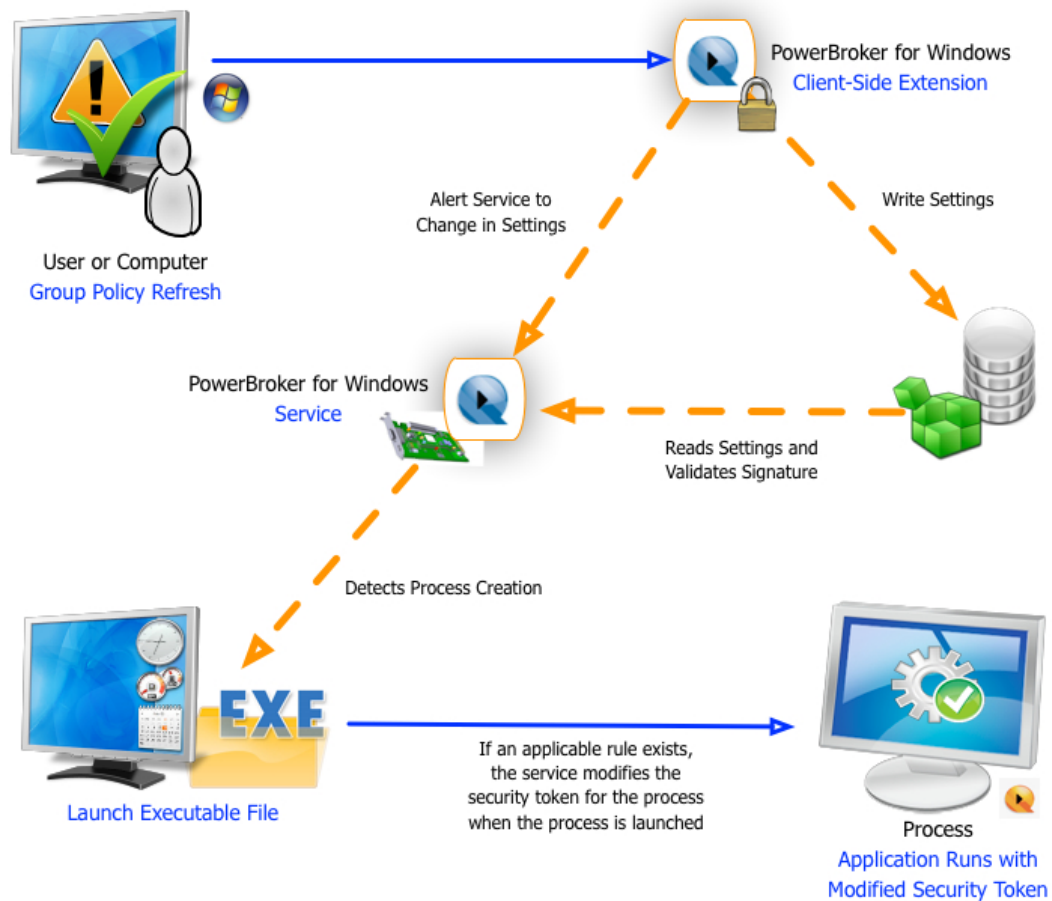 PowerBroker for Windows
Client-Side Extension
Alert Service to
Change in Settings
Write Settings
User or Computer
Group Policy Refresh
PowerBroker for Windows
Service
Reads Settings and
Validates Signature
Detects Process Creation
EXE
If an applicable rule exists,
the service modifies the
security token for the process
when the process is launched
Launch Executable File
Process
Application Runs with
Modified Security Token